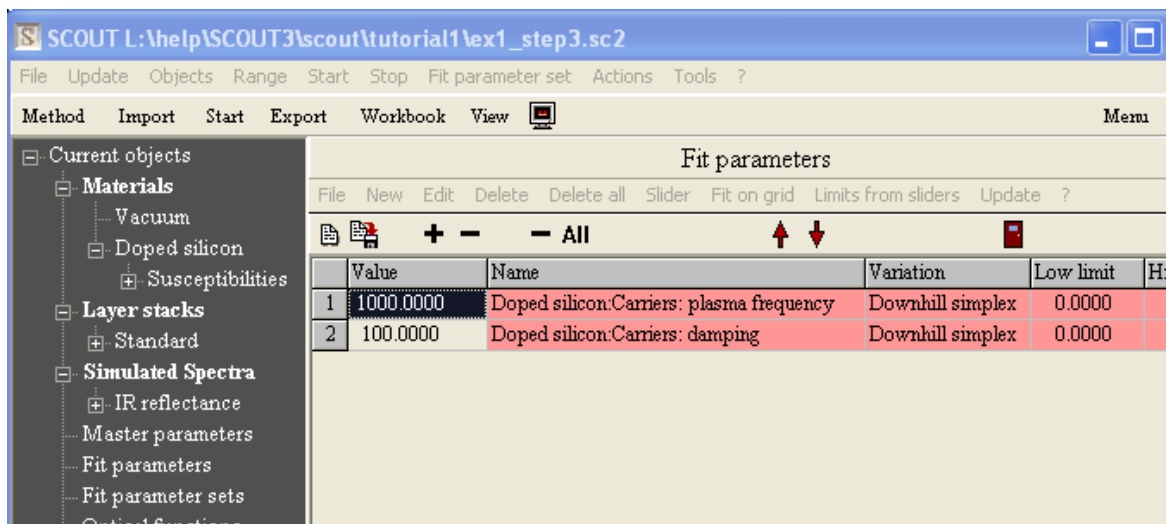 SCOUT L:\help\SCOUT3\scout\tutorial1\ex1_step3.sc2
File Update Objects Range Start Stop Fit parameter set Actions Tools ?
Method Import Start Export Workbook View Menu
Current objects
Materials
Vacuum
Doped silicon
Susceptibilities
Layer stacks
Standard
Simulated Spectra
IR reflectance
Master parameters
Fit parameters
Fit parameter sets
Fit parameters
File New Edit Delete Delete all Slider Fit on grid Limits from sliders Update ?
All
Value Name Variation Low limit
1 1000.0000 Doped silicon:Carriers: plasma frequency Downhill simplex 0.0000
2 100.0000 Doped silicon:Carriers: damping Downhill simplex 0.0000